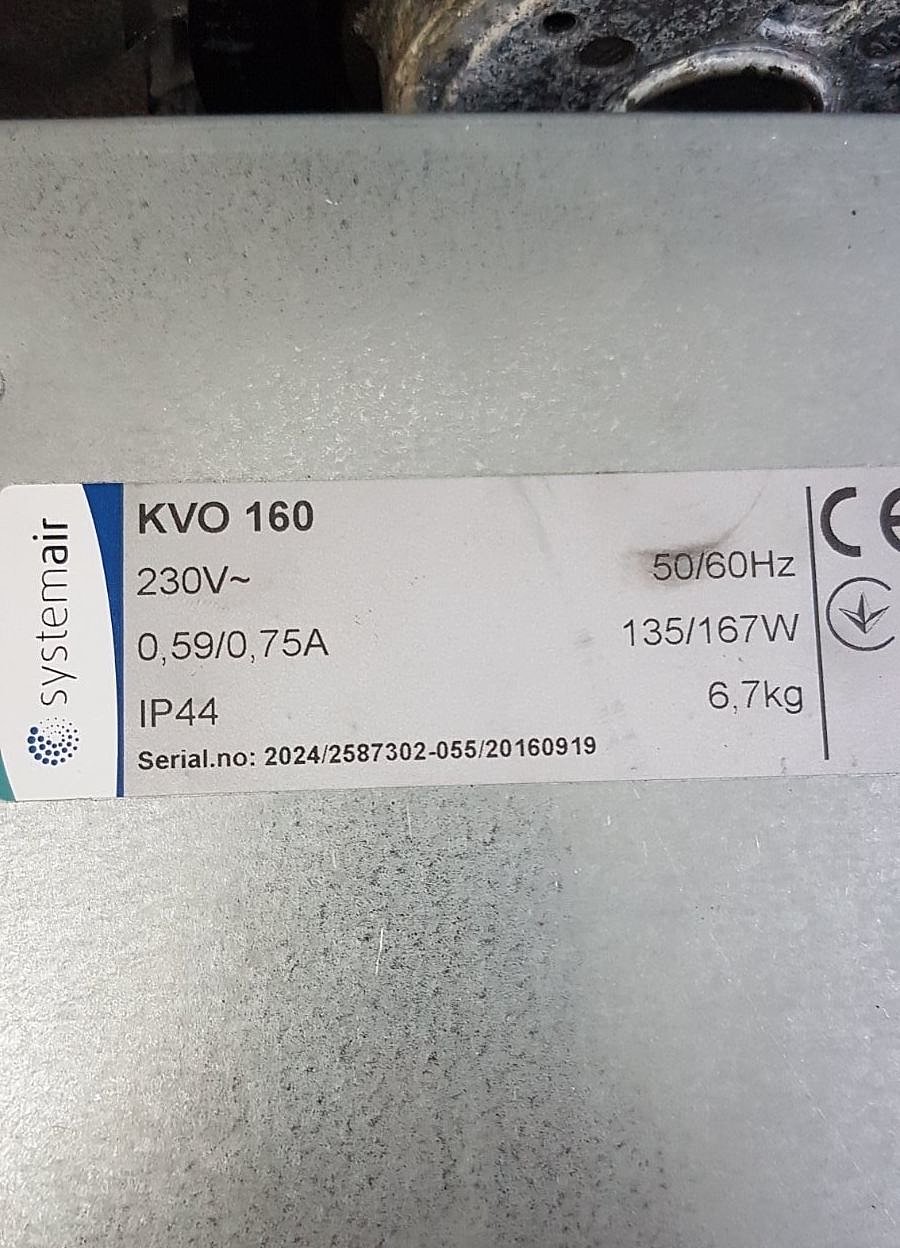 systemair
KVO 160
230V~ 50/60Hz
0,59/0,75A 135/167W
IP44 6,7kg
Serial.no: 2024/2587302-055/20160919
CE